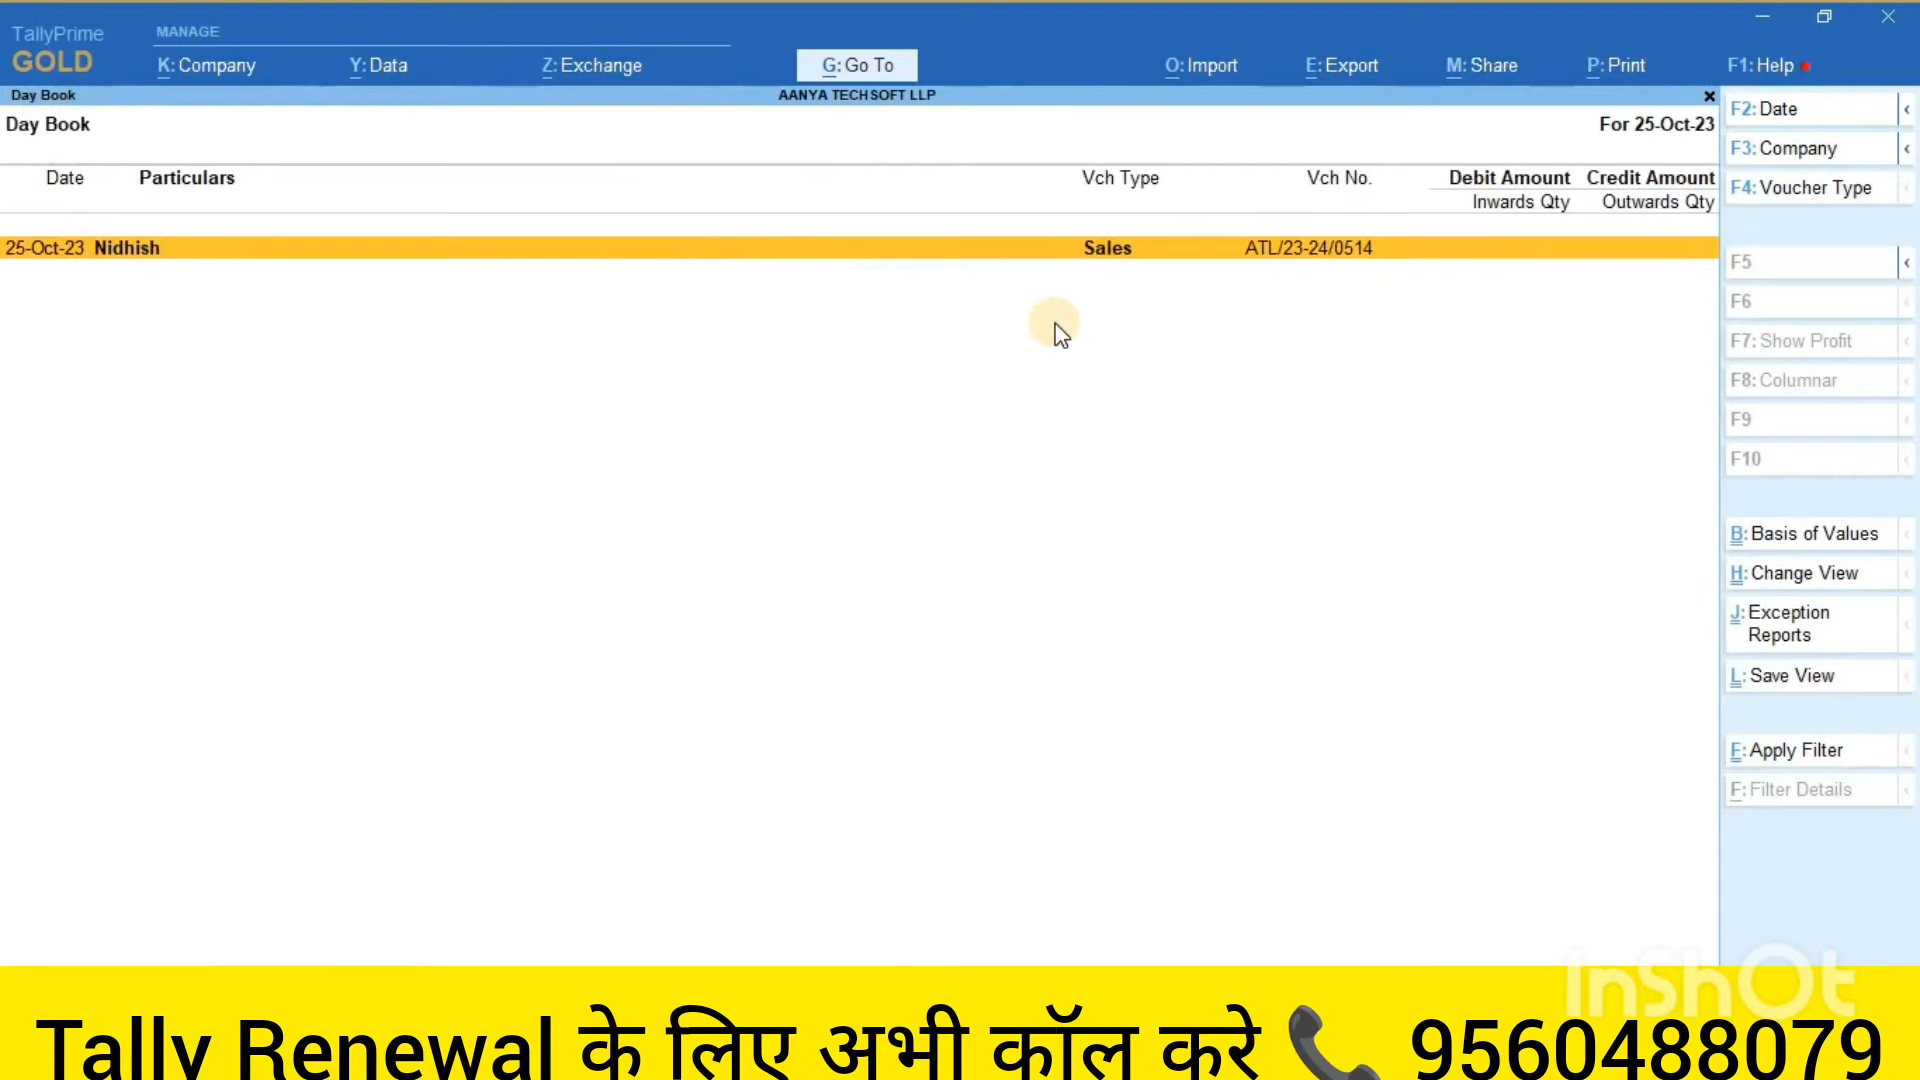 TallyPrime
GOLD
MANAGE
K: Company
Y: Data
Z: Exchange
G: Go To
O: Import
E: Export
M: Share
P: Print
F1: Help
Day Book
AANYA TECHSOFT LLP
Day Book
For 25-Oct-23
Date
Particulars
Vch Type
Vch No.
Debit Amount
Credit Amount
Inwards Qty
Outwards Qty
25-Oct-23 Nidhish Sales ATL/23-24/0514
F2: Date
F3: Company
F4: Voucher Type
F5
F6
F7: Show Profit
F8: Columnar
F9
F10
B: Basis of Values
H: Change View
J: Exception
Reports
L: Save View
F: Apply Filter
F: Filter Details
InShOt
Tally Renewal के लिए अभी कॉल करे 9560488079